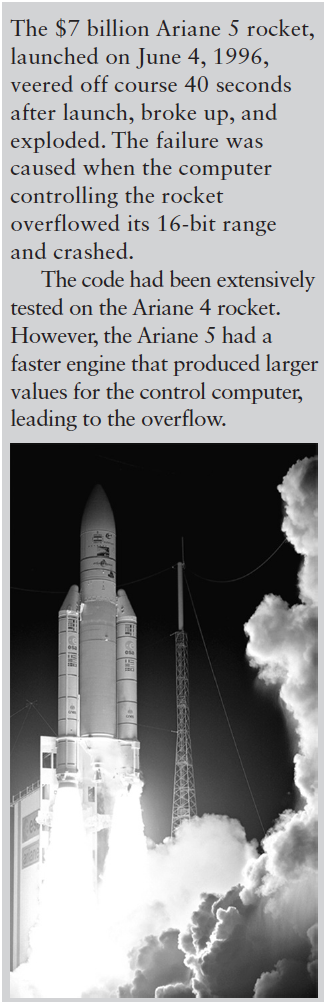 The $7 billion Ariane 5 rocket,
launched on June 4, 1996,
veered off course 40 seconds
after launch, broke up, and
exploded. The failure was
caused when the computer
controlling the rocket
overflowed its 16-bit range
and crashed.
The code had been extensively
tested on the Ariane 4 rocket.
However, the Ariane 5 had a
faster engine that produced larger
values for the control computer,
leading to the overflow.